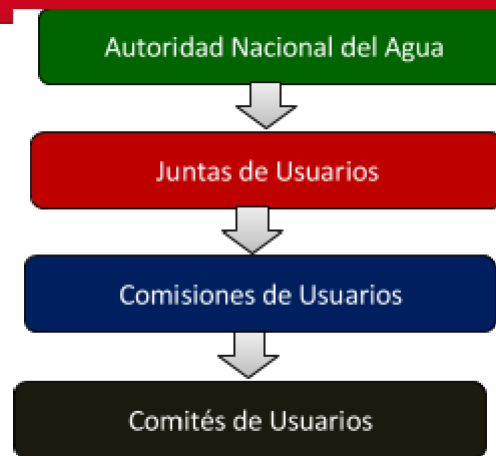 Autoridad Nacional del Agua
Juntas de Usuarios
Comisiones de Usuarios
Comités de Usuarios